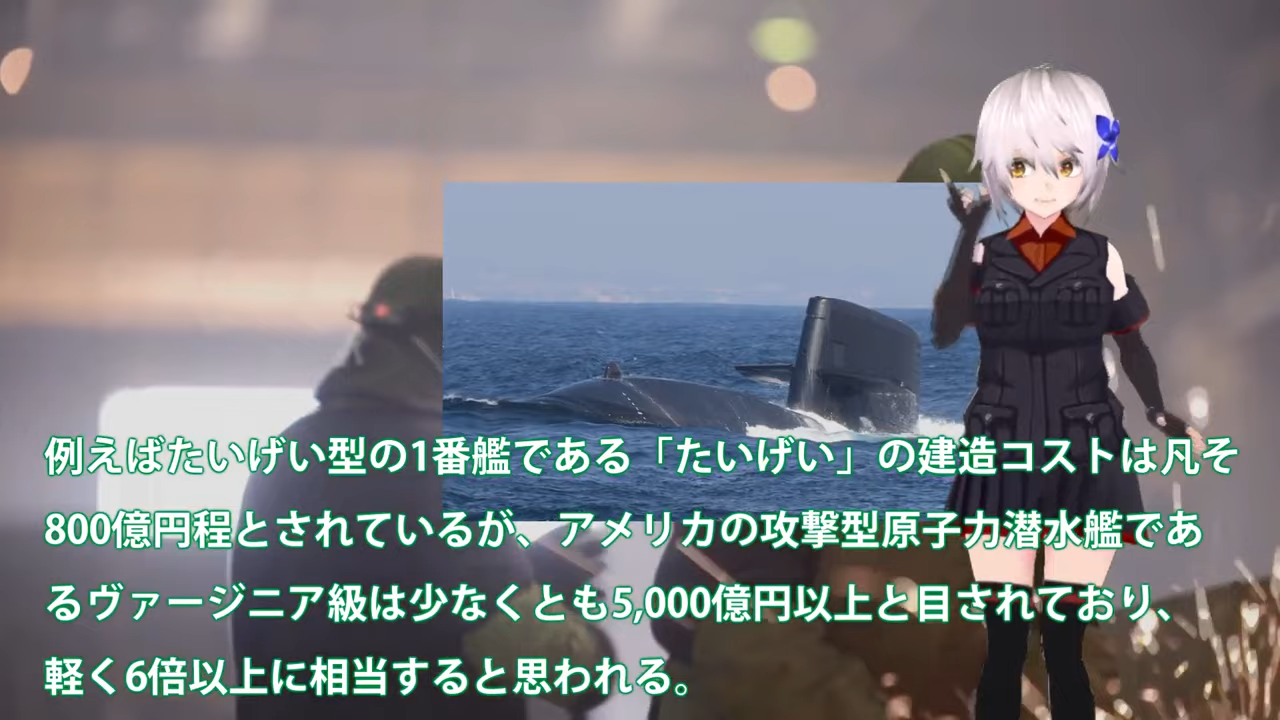 例えばたいげい型の1番艦である「たいげい」の建造コストは凡そ
800億円程とされているが、アメリカの攻撃型原子力潜水艦であ
るヴァージニア級は少なくとも5,000億円以上と目されており、
軽く6倍以上に相当すると思われる。